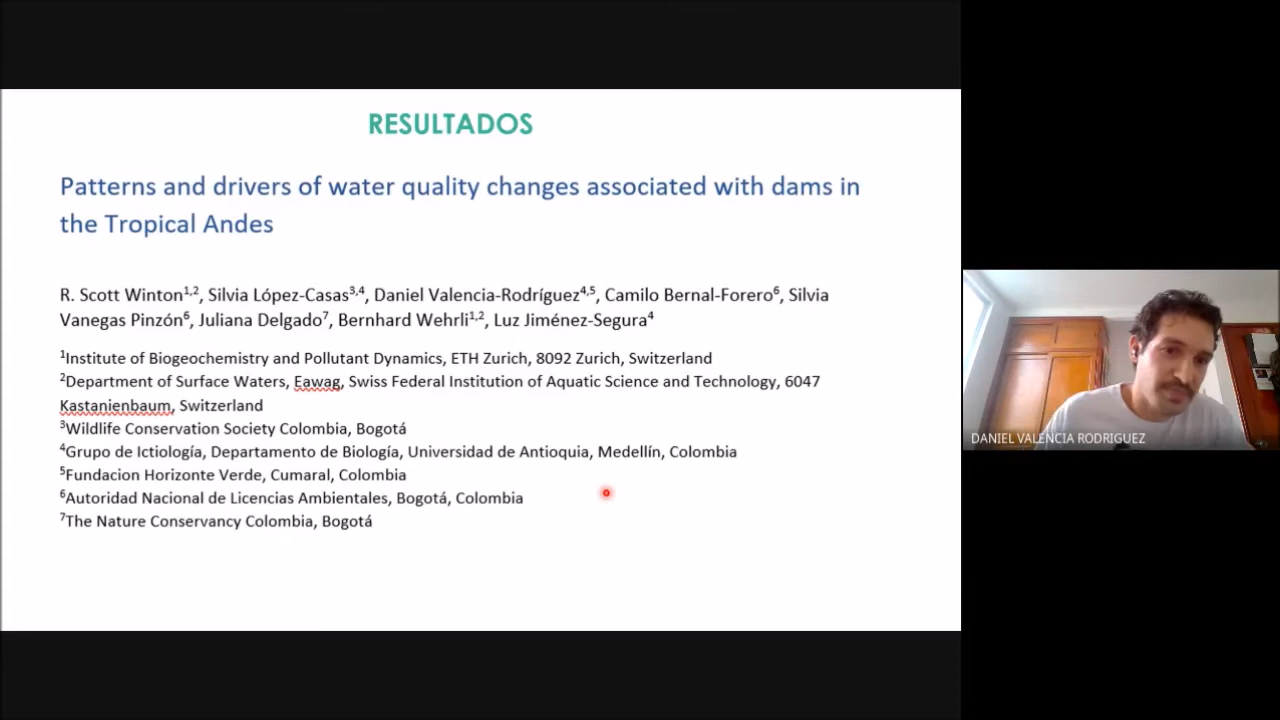 RESULTADOS
Patterns and drivers of water quality changes associated with dams in
the Tropical Andes
R. Scott Winton1,2, Silvia López-Casas3,4, Daniel Valencia-Rodríguez4,5, Camilo Bernal-Forero6, Silvia
Vanegas Pinzón6, Juliana Delgado7, Bernhard Wehrli1,2, Luz Jiménez-Segura4
1Institute of Biogeochemistry and Pollutant Dynamics, ETH Zurich, 8092 Zurich, Switzerland
2Department of Surface Waters, Eawag, Swiss Federal Institution of Aquatic Science and Technology, 6047
Kastanienbaum, Switzerland
3Wildlife Conservation Society Colombia, Bogotá
4Grupo de Ictiología, Departamento de Biología, Universidad de Antioquia, Medellín, Colombia
5Fundacion Horizonte Verde, Cumaral, Colombia
6Autoridad Nacional de Licencias Ambientales, Bogotá, Colombia
7The Nature Conservancy Colombia, Bogotá
DANIEL VALENCIA RODRIGUEZ